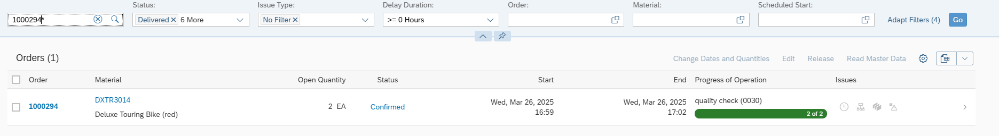 Status: Issue Type: Delay Duration: Order: Material: Scheduled Start:
1000294* Delivered 6 More No Filter >= 0 Hours Adapt Filters (4) Go
Orders (1) Change Dates and Quantities Edit Release Read Master Data
Order Material Open Quantity Status Start End Progress of Operation Issues
1000294 DXTR3014 2 EA Confirmed Wed, Mar 26, 2025 Wed, Mar 26, 2025 quality check (0030)
Deluxe Touring Bike (red) 16:59 17:02 2 of 2